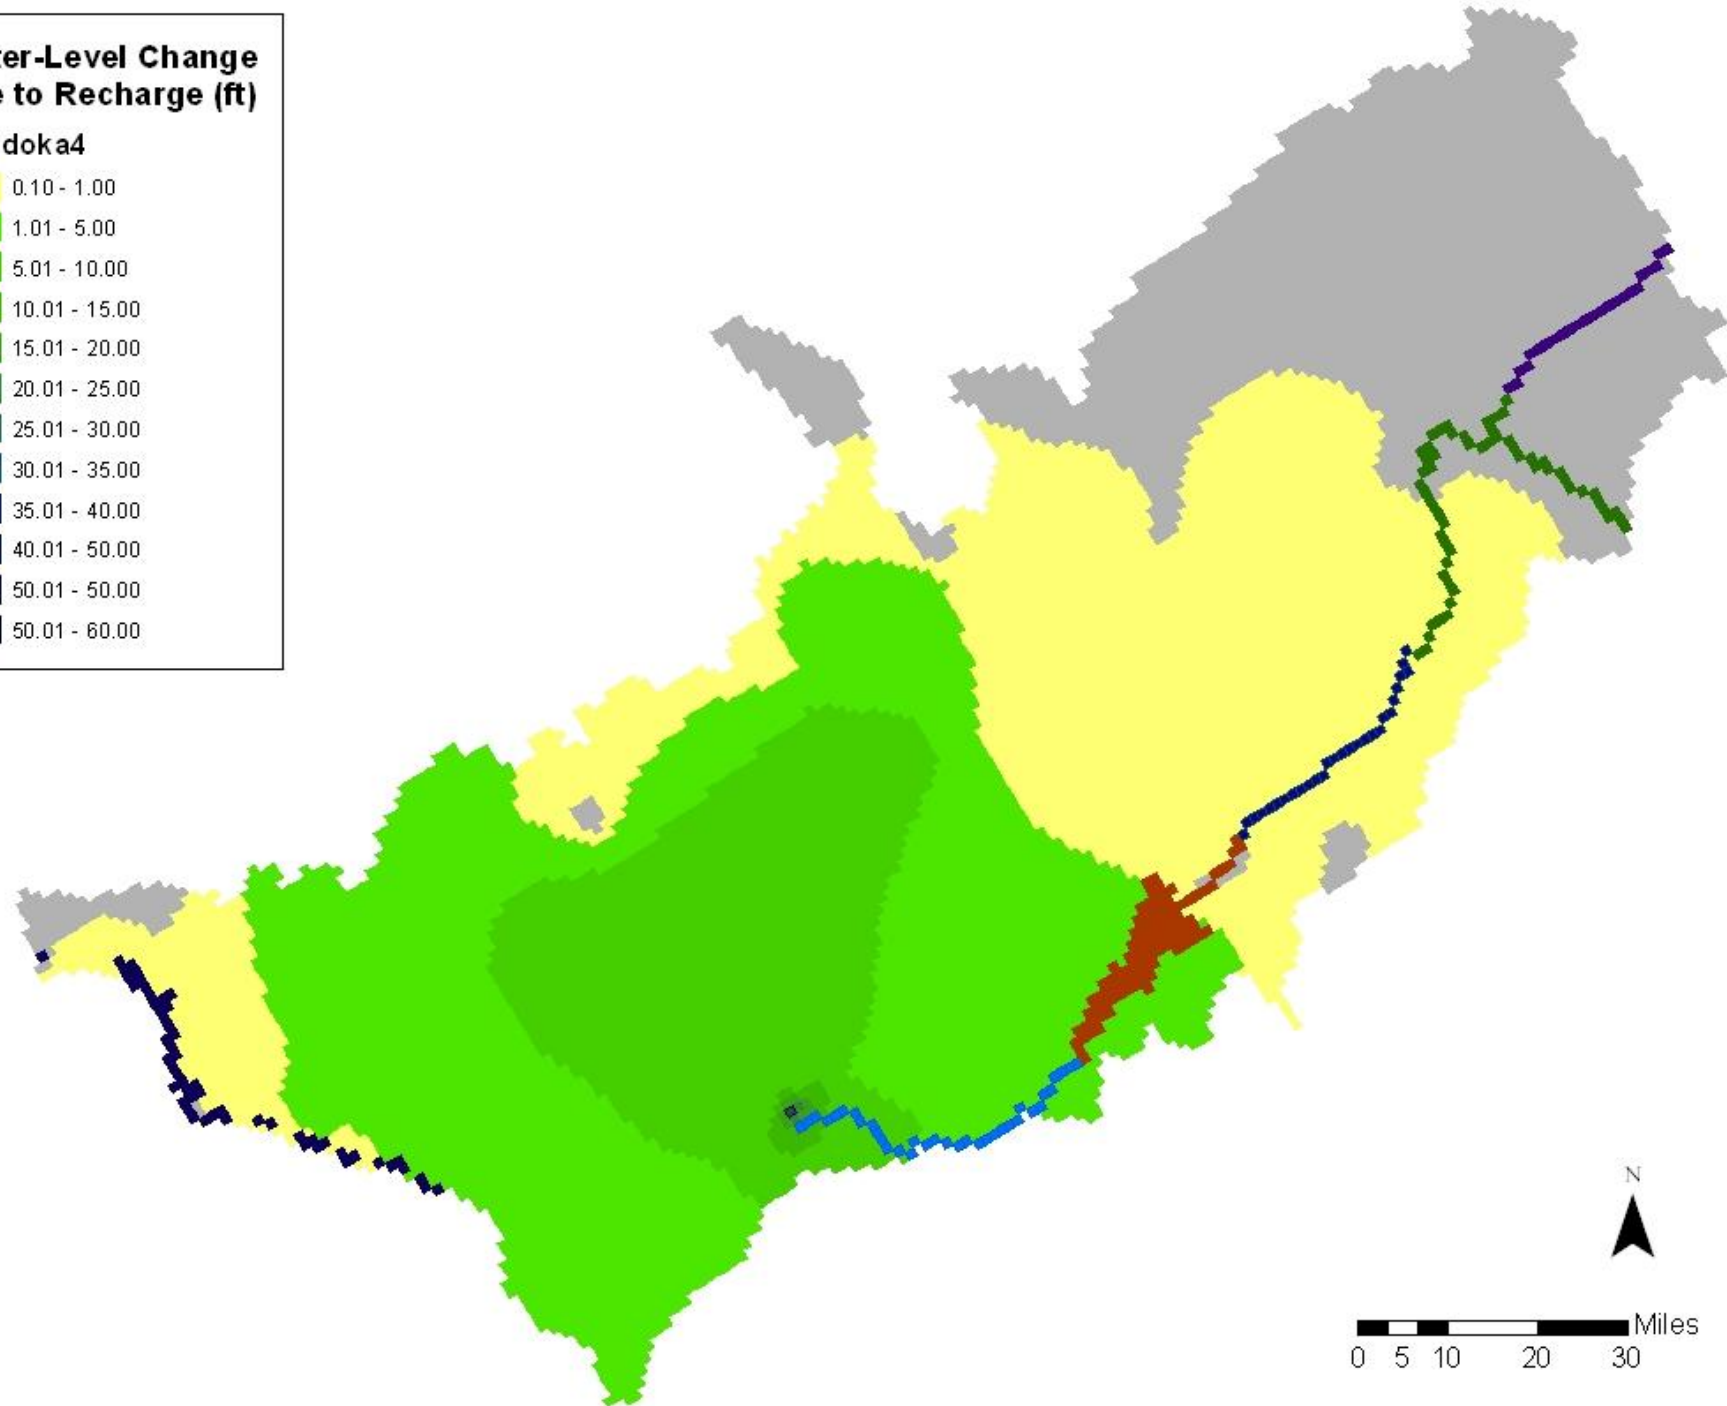 ter-Level Change
e to Recharge (ft)
doka4
0.10 - 1.00
1.01 - 5.00
5.01 - 10.00
10.01 - 15.00
15.01 - 20.00
20.01 - 25.00
25.01 - 30.00
30.01 - 35.00
35.01 - 40.00
40.01 - 50.00
50.01 - 50.00
50.01 - 60.00
N
Miles
0 5 10 20 30